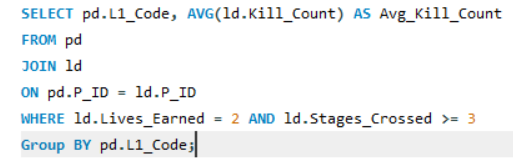 SELECT pd.L1_Code, AVG(ld.Kill_Count) AS Avg_Kill_Count
FROM pd
JOIN ld
ON pd.P_ID = ld.P_ID
WHERE ld.Lives_Earned = 2 AND ld.Stages_Crossed >= 3
Group BY pd.L1_Code;